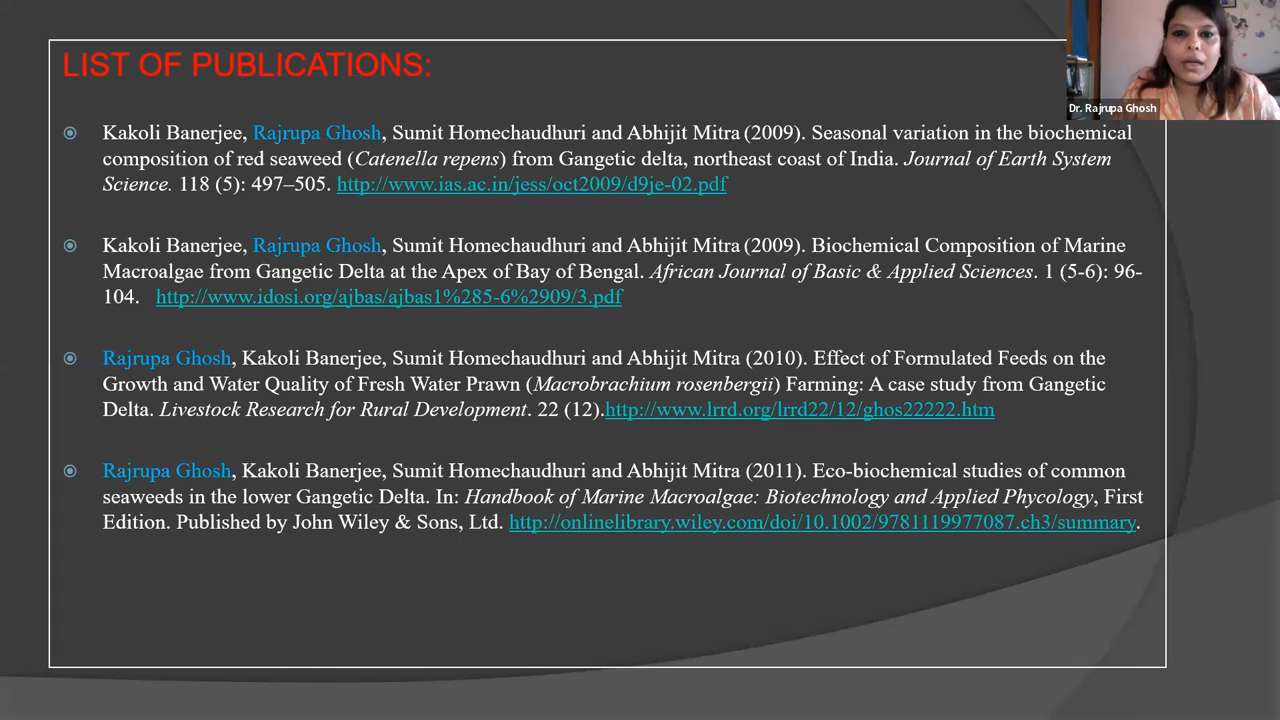 LIST OF PUBLICATIONS:
Dr. Rajrupa Ghosh
Kakoli Banerjee, Rajrupa Ghosh, Sumit Homechaudhuri and Abhijit Mitra (2009). Seasonal variation in the biochemical
composition of red seaweed (Catenella repens) from Gangetic delta, northeast coast of India. Journal of Earth System
Science. 118 (5): 497–505. http://www.ias.ac.in/jess/oct2009/d9je-02.pdf
Kakoli Banerjee, Rajrupa Ghosh, Sumit Homechaudhuri and Abhijit Mitra (2009). Biochemical Composition of Marine
Macroalgae from Gangetic Delta at the Apex of Bay of Bengal. African Journal of Basic & Applied Sciences. 1 (5-6): 96-
104. http://www.idosi.org/ajbas/ajbas1%285-6%2909/3.pdf
Rajrupa Ghosh, Kakoli Banerjee, Sumit Homechaudhuri and Abhijit Mitra (2010). Effect of Formulated Feeds on the
Growth and Water Quality of Fresh Water Prawn (Macrobrachium rosenbergii) Farming: A case study from Gangetic
Delta. Livestock Research for Rural Development. 22 (12).http://www.lrrd.org/lrrd22/12/ghos22222.htm
Rajrupa Ghosh, Kakoli Banerjee, Sumit Homechaudhuri and Abhijit Mitra (2011). Eco-biochemical studies of common
seaweeds in the lower Gangetic Delta. In: Handbook of Marine Macroalgae: Biotechnology and Applied Phycology, First
Edition. Published by John Wiley & Sons, Ltd. http://onlinelibrary.wiley.com/doi/10.1002/9781119977087.ch3/summary.